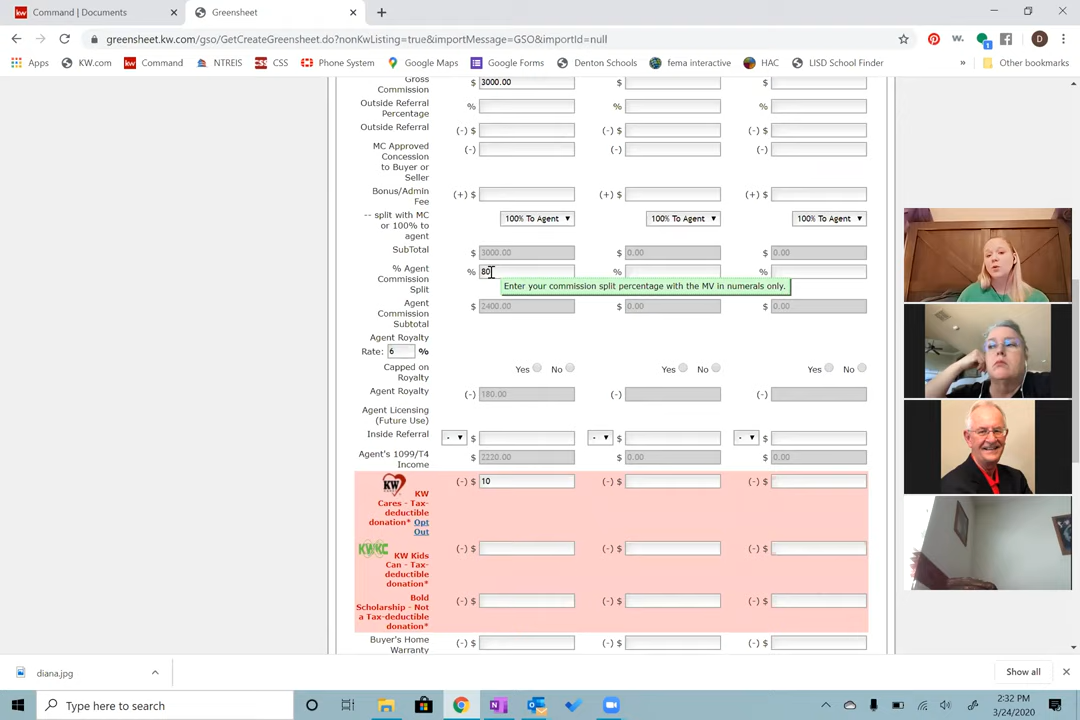 Command | Documents
Greensheet
greensheet.kw.com/gso/GetCreateGreensheet.do?nonKwListing=true&importMessage=GSO&importId=null
D
Apps KW.com Command NTREIS CSS Phone System Google Maps Google Forms Denton Schools fema interactive HAC LISD School Finder » Other bookmarks
Gross
Commission
$ 3000.00 $ $
Outside Referral
Percentage
% % %
Outside Referral (-) $ (-) $ (-) $
MC Approved
Concession
to Buyer or
Seller
(-) (-) (-)
Bonus/Admin
Fee
(+) $ (+) $ (+) $
-- split with MC
or 100% to
agent
100% To Agent 100% To Agent 100% To Agent
SubTotal $ 3000.00 $ 0.00 $ 0.00
% Agent
Commission
Split
% 80 % %
Enter your commission split percentage with the MV in numerals only.
Agent
Commission
Subtotal
$ 2400.00 $ 0.00 $ 0.00
Agent Royalty
Rate: 6 %
Capped on
Royalty
Yes No Yes No Yes No
Agent Royalty (-) 180.00 (-) (-)
Agent Licensing
(Future Use)
Inside Referral - $ - $ - $
Agent's 1099/T4
Income
$ 2220.00 $ 0.00 $ 0.00
KW
Cares - Tax-
deductible
donation* Opt
Out
(-) $ 10 (-) $ (-) $
KWKC KW Kids
Can - Tax-
deductible
donation*
(-) $ (-) $ (-) $
Bold
Scholarship - Not
a Tax-deductible
donation*
(-) $ (-) $ (-) $
Buyer's Home
Warranty
(-) $ (-) $ (-) $
diana.jpg
Show all
Type here to search
2:32 PM
3/24/2020